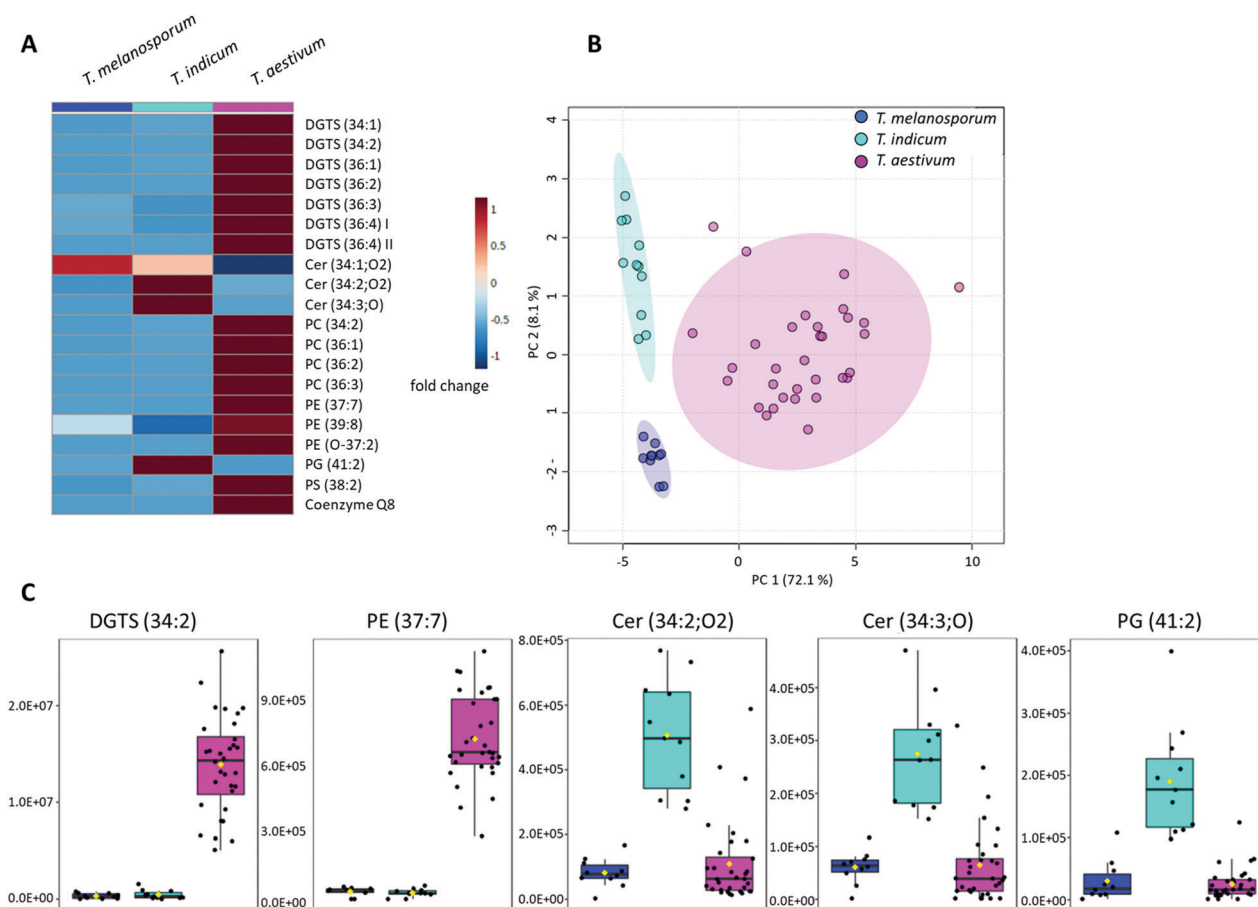 A
B
T. melanosporum
T. indicum
T. aestivum
DGTS (34:1)
DGTS (34:2)
DGTS (36:1)
DGTS (36:2)
DGTS (36:3)
DGTS (36:4) I
DGTS (36:4) II
Cer (34:1;O2)
Cer (34:2;O2)
Cer (34:3;O)
PC (34:2)
PC (36:1)
PC (36:2)
PC (36:3)
PE (37:7)
PE (39:8)
PE (O-37:2)
PG (41:2)
PS (38:2)
Coenzyme Q8
1
0.5
0
-0.5
-1
fold change
T. melanosporum
T. indicum
T. aestivum
4
3
2
1
0
1
-2 -
-3
PC 2 (8.1 %)
-5
0
5
10
PC 1 (72.1 %)
C
DGTS (34:2)
2.0E+07
1.0E+07
0.0E+00
PE (37:7)
9.0E+05
6.0E+05
3.0E+05
0.0E+00
Cer (34:2;O2)
8.0E+05
6.0E+05
4.0E+05
2.0E+05
0.0E+00
Cer (34:3;O)
4.0E+05
3.0E+05
2.0E+05
1.0E+05
0.0E+00
PG (41:2)
4.0E+05
3.0E+05
2.0E+05
1.0E+05
0.0E+00